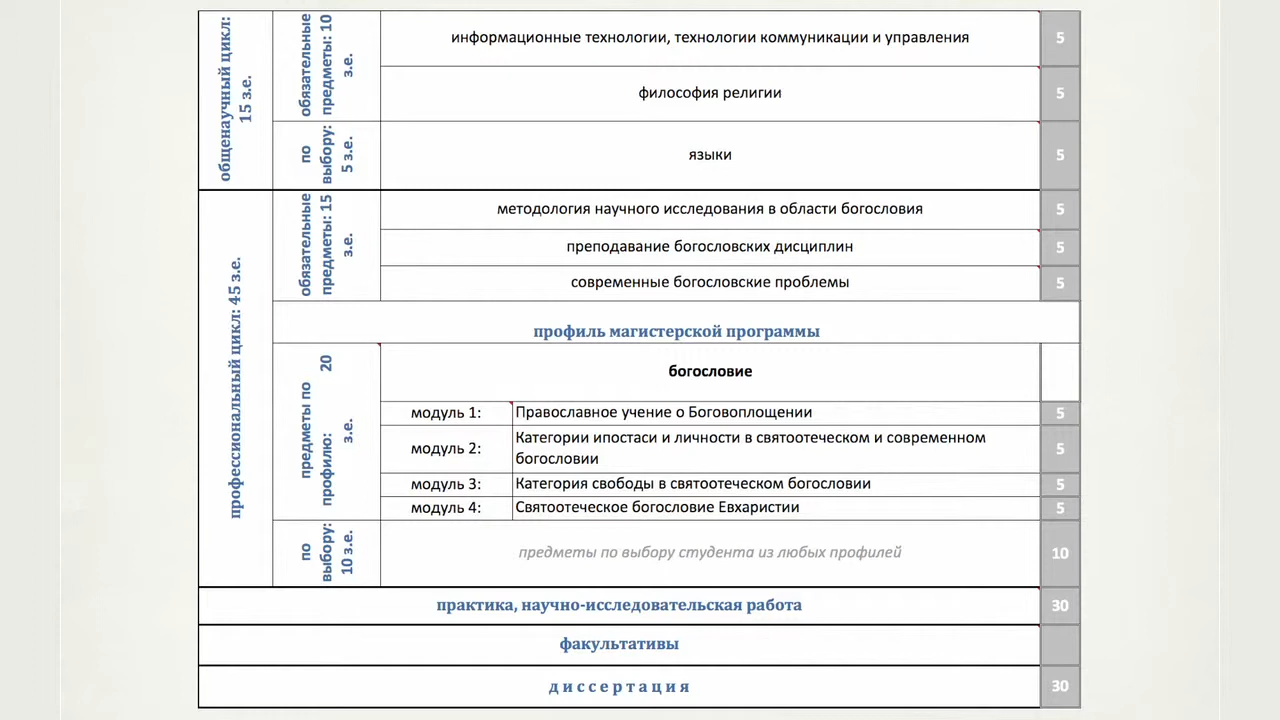 общенаучный цикл:
15 з.е.
обязательные
предметы: 10
з.е.
информационные технологии, технологии коммуникации и управления
5
философия религии
5
по
выбору:
5 з.е.
языки
5
профессиональный цикл: 45 з.е.
обязательные
предметы: 15
з.е.
методология научного исследования в области богословия
5
преподавание богословских дисциплин
5
современные богословские проблемы
5
профиль магистерской программы
предметы по
профилю: 20
з.е.
богословие
модуль 1: Православное учение о Боговоплощении
5
модуль 2: Категории ипостаси и личности в святоотеческом и современном
богословии
5
модуль 3: Категория свободы в святоотеческом богословии
5
модуль 4: Святоотеческое богословие Евхаристии
5
по
выбору:
10 з.е.
предметы по выбору студента из любых профилей
10
практика, научно-исследовательская работа
30
факультативы
диссертация
30